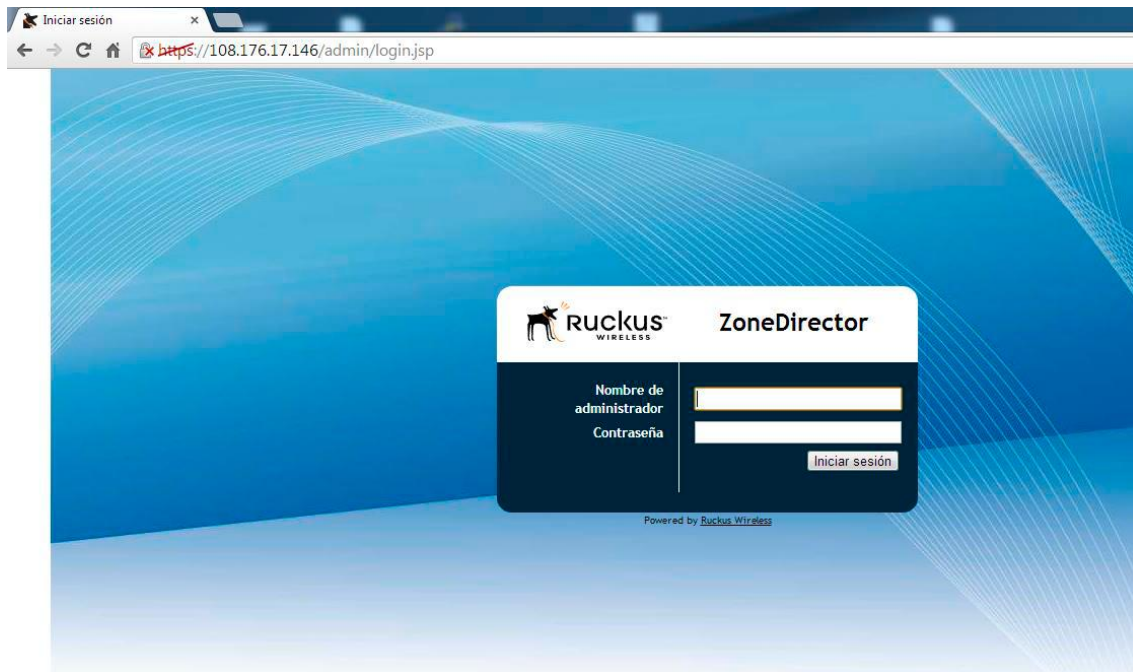 Iniciar sesión
https://108.176.17.146/admin/login.jsp
Ruckus™
WIRELESS
ZoneDirector
Nombre de
administrador
Contraseña
Iniciar sesión
Powered by Ruckus Wireless